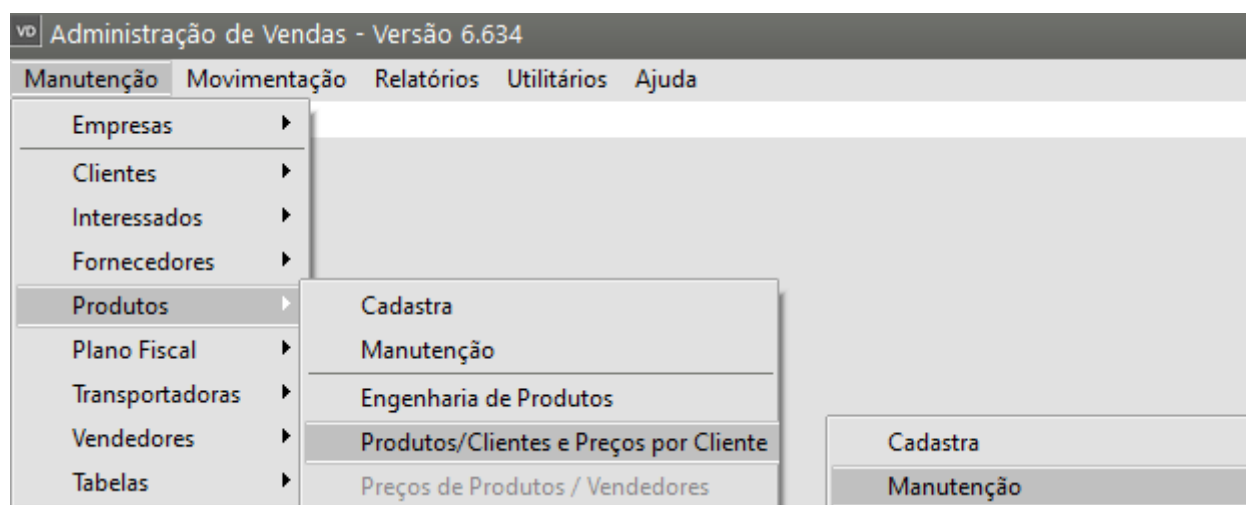 VD Administração de Vendas - Versão 6.634
Manutenção Movimentação Relatórios Utilitários Ajuda
Empresas
Clientes
Interessados
Fornecedores
Produtos
Plano Fiscal
Transportadoras
Vendedores
Tabelas
Cadastra
Manutenção
Engenharia de Produtos
Produtos/Clientes e Preços por Cliente
Preços de Produtos / Vendedores
Cadastra
Manutenção